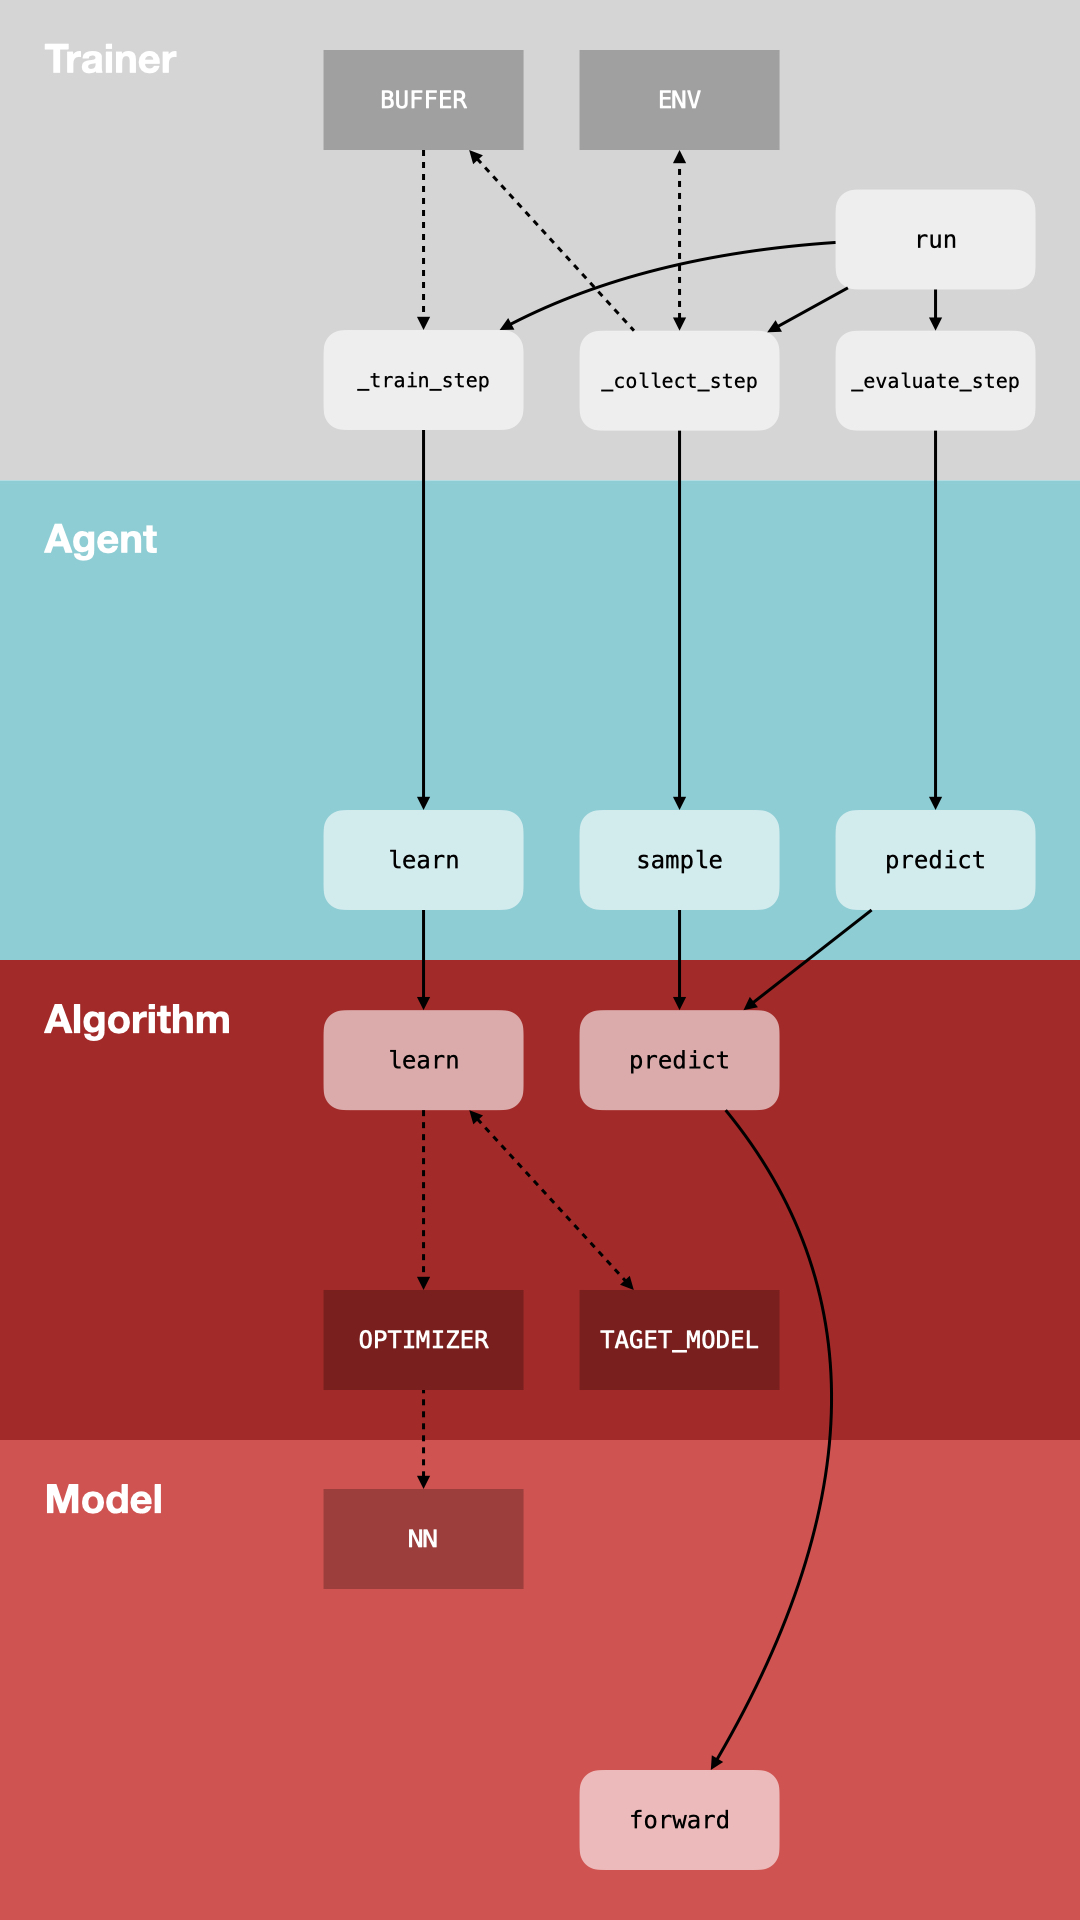 Trainer
BUFFER
ENV
run
_train_step
_collect_step
_evaluate_step
Agent
learn
sample
predict
Algorithm
learn
predict
OPTIMIZER
TAGET_MODEL
Model
NN
forward